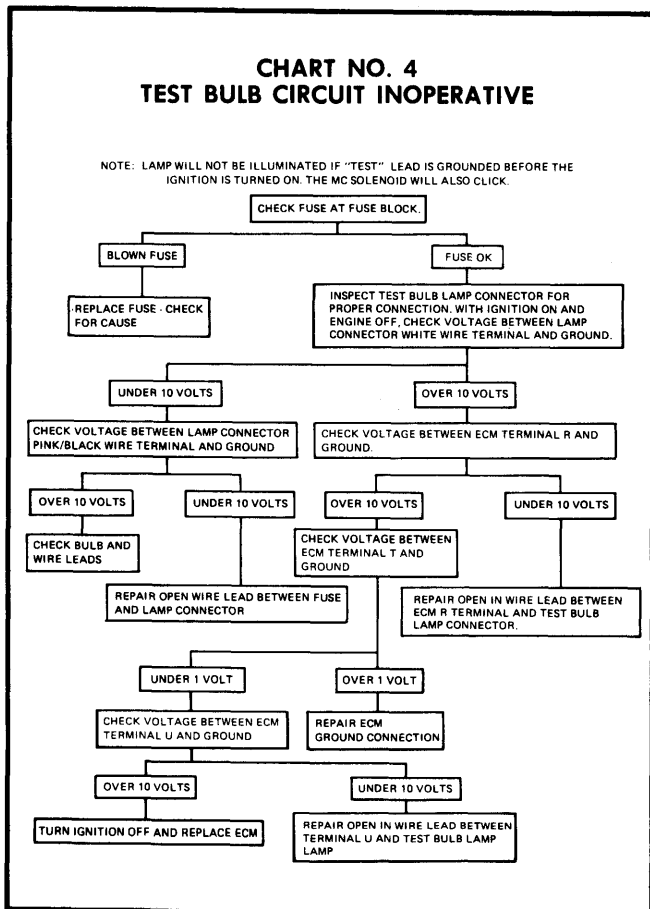 CHART NO. 4
TEST BULB CIRCUIT INOPERATIVE
NOTE: LAMP WILL NOT BE ILLUMINATED IF "TEST" LEAD IS GROUNDED BEFORE THE
IGNITION IS TURNED ON. THE MC SOLENOID WILL ALSO CLICK.
CHECK FUSE AT FUSE BLOCK.
BLOWN FUSE
FUSE OK
REPLACE FUSE - CHECK
FOR CAUSE
INSPECT TEST BULB LAMP CONNECTOR FOR
PROPER CONNECTION. WITH IGNITION ON AND
ENGINE OFF, CHECK VOLTAGE BETWEEN LAMP
CONNECTOR WHITE WIRE TERMINAL AND GROUND.
UNDER 10 VOLTS
OVER 10 VOLTS
CHECK VOLTAGE BETWEEN LAMP CONNECTOR
PINK/BLACK WIRE TERMINAL AND GROUND
CHECK VOLTAGE BETWEEN ECM TERMINAL R AND
GROUND.
OVER 10 VOLTS
UNDER 10 VOLTS
OVER 10 VOLTS
UNDER 10 VOLTS
CHECK BULB AND
WIRE LEADS
CHECK VOLTAGE BETWEEN
ECM TERMINAL T AND
GROUND
REPAIR OPEN WIRE LEAD BETWEEN FUSE
AND LAMP CONNECTOR
REPAIR OPEN IN WIRE LEAD BETWEEN
ECM R TERMINAL AND TEST BULB
LAMP CONNECTOR.
UNDER 1 VOLT
OVER 1 VOLT
CHECK VOLTAGE BETWEEN ECM
TERMINAL U AND GROUND
REPAIR ECM
GROUND CONNECTION
OVER 10 VOLTS
UNDER 10 VOLTS
TURN IGNITION OFF AND REPLACE ECM
REPAIR OPEN IN WIRE LEAD BETWEEN
TERMINAL U AND TEST BULB LAMP
LAMP